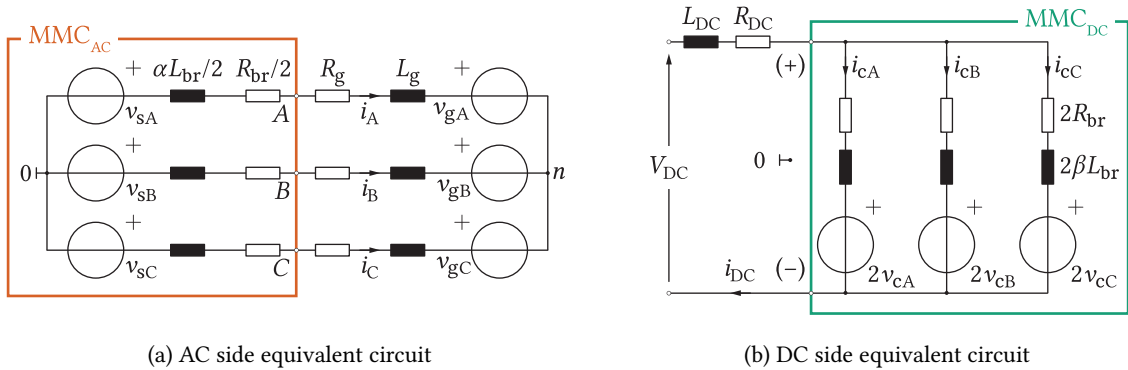 MMC_AC
αL_br/2 R_br/2 R_g L_g
+ +
v_sA A i_A v_gA
0 + + n
v_sB B i_B v_gB
+ +
v_sC C i_C v_gC
(a) AC side equivalent circuit
L_DC R_DC MMC_DC
(+) i_cA i_cB i_cC
2R_br
V_DC 0 2βL_br
+ + +
i_DC (−) 2v_cA 2v_cB 2v_cC
(b) DC side equivalent circuit